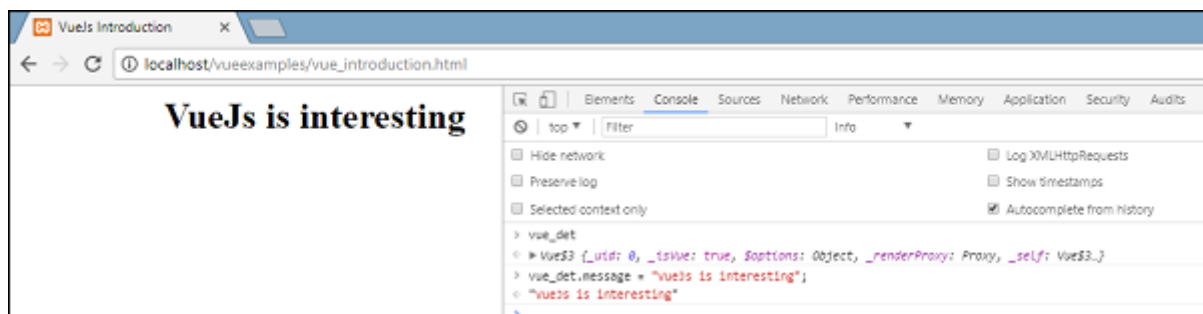 VueJs Introduction
localhost/vueexamples/vue_introduction.html
VueJs is interesting
Elements Console Sources Network Performance Memory Application Security Audits
top Filter Info
Hide network Log XMLHttpRequests
Preserve log Show timestamps
Selected context only Autocomplete from history
> vue_det
Vue$3 {_uid: 0, _isVue: true, $options: Object, _renderProxy: Proxy, _self: Vue$3…}
> vue_det.message = "VueJs is interesting";
"VueJs is interesting"
>